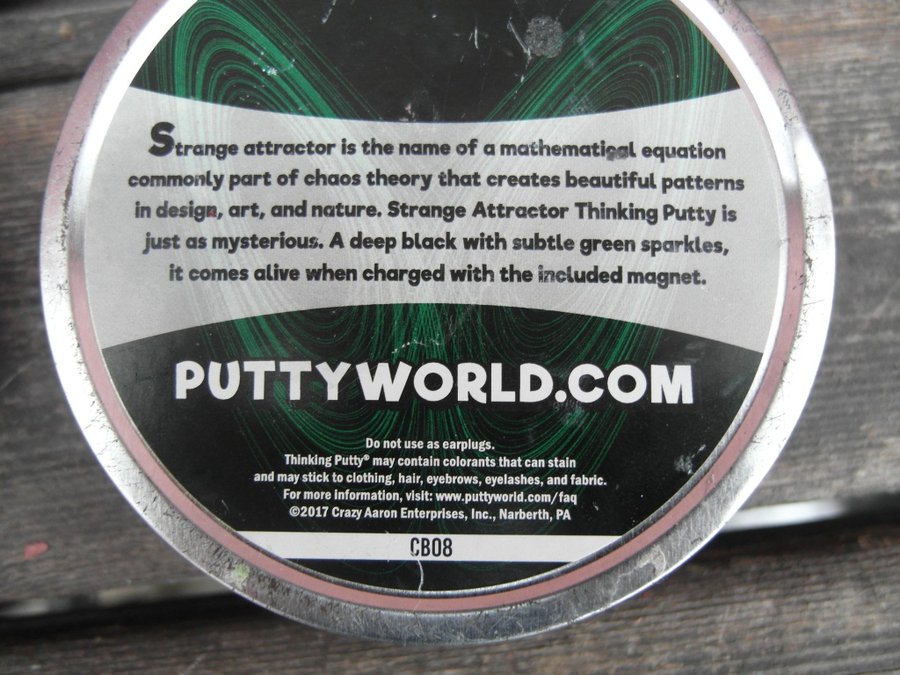 Strange attractor is the name of a mathematical equation
commonly part of chaos theory that creates beautiful patterns
in design, art, and nature. Strange Attractor Thinking Putty is
just as mysterious. A deep black with subtle green sparkles,
it comes alive when charged with the included magnet.
PUTTYWORLD.COM
Do not use as earplugs.
Thinking Putty® may contain colorants that can stain
and may stick to clothing, hair, eyebrows, eyelashes, and fabric.
For more information, visit: www.puttyworld.com/faq
©2017 Crazy Aaron Enterprises, Inc., Narberth, PA
CB08